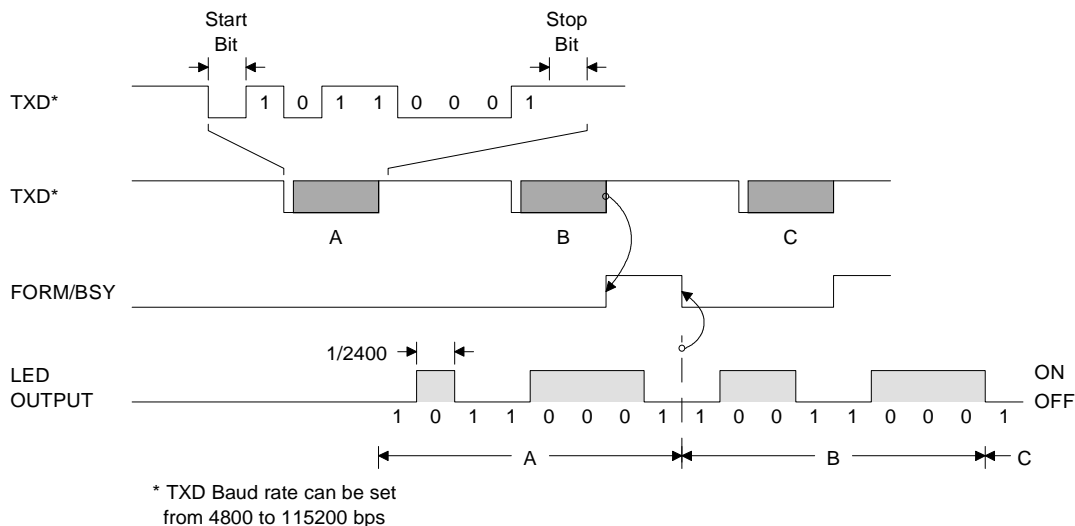 Start
Bit
Stop
Bit
TXD*
1 0 1 1 0 0 0 1
TXD*
A
B
C
FORM/BSY
1/2400
LED
OUTPUT
ON
OFF
1 0 1 1 0 0 0 1 1 0 0 1 1 0 0 0 1
A
B
C
* TXD Baud rate can be set
from 4800 to 115200 bps